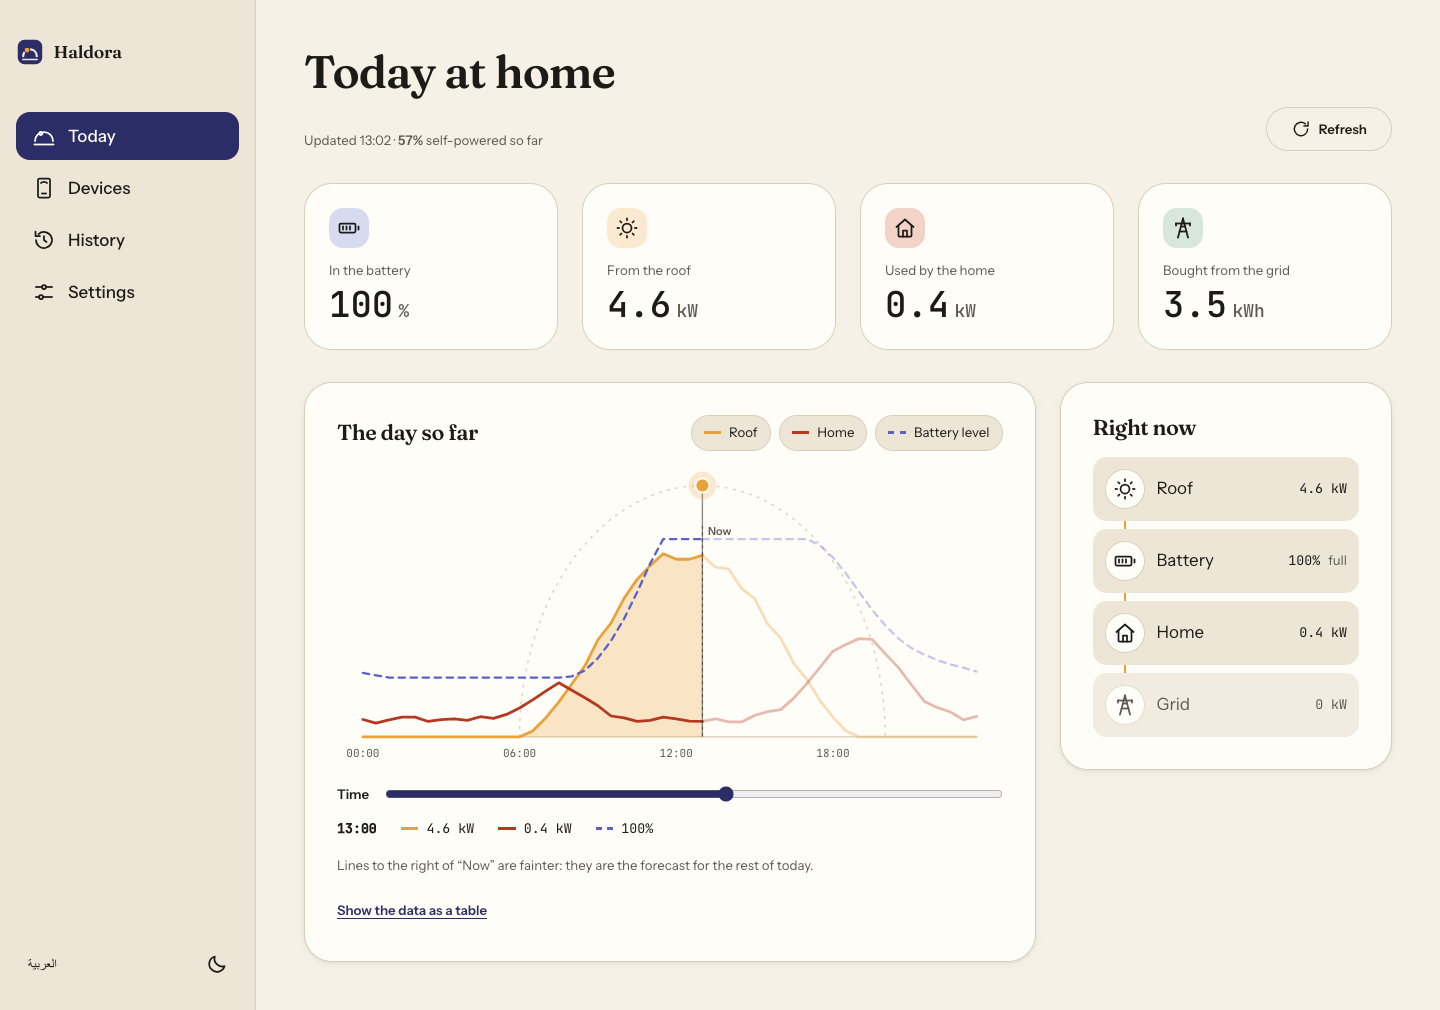 Haldora
Today
Devices
History
Settings
العربية
Today at home
Updated 13:02 · 57% self-powered so far
Refresh
In the battery
100 %
From the roof
4.6 kW
Used by the home
0.4 kW
Bought from the grid
3.5 kWh
The day so far
Roof
Home
Battery level
Now
00:00 06:00 12:00 18:00
Time
13:00 4.6 kW 0.4 kW 100%
Lines to the right of “Now” are fainter: they are the forecast for the rest of today.
Show the data as a table
Right now
Roof 4.6 kW
Battery 100% full
Home 0.4 kW
Grid 0 kW